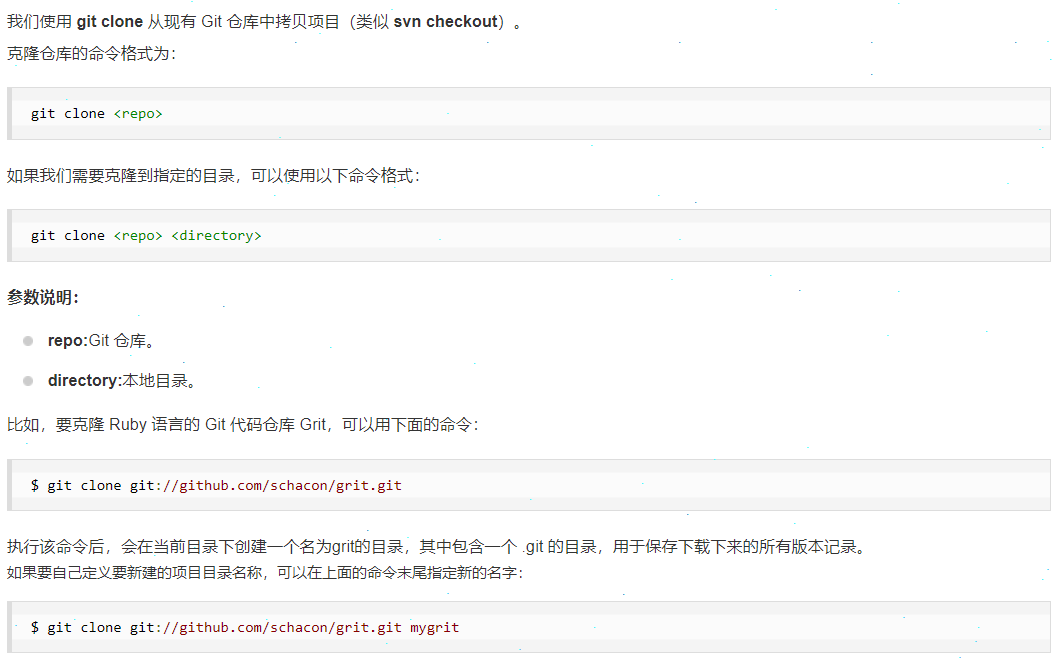 我们使用 git clone 从现有 Git 仓库中拷贝项目（类似 svn checkout）。
克隆仓库的命令格式为：
git clone <repo>
如果我们需要克隆到指定的目录，可以使用以下命令格式：
git clone <repo> <directory>
参数说明：
repo:Git 仓库。
directory:本地目录。
比如，要克隆 Ruby 语言的 Git 代码仓库 Grit，可以用下面的命令：
$ git clone git://github.com/schacon/grit.git
执行该命令后，会在当前目录下创建一个名为grit的目录，其中包含一个 .git 的目录，用于保存下载下来的所有版本记录。
如果要自己定义要新建的项目目录名称，可以在上面的命令末尾指定新的名字：
$ git clone git://github.com/schacon/grit.git mygrit